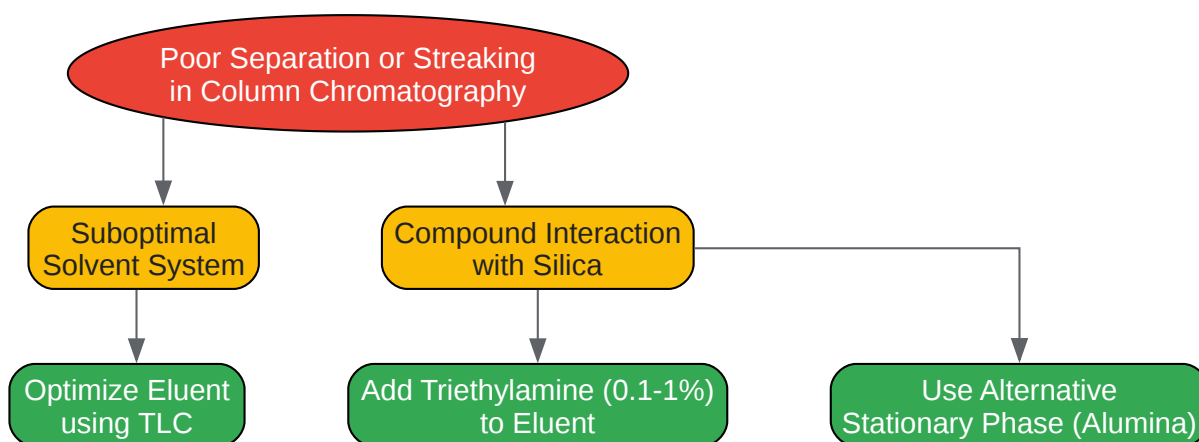 Poor Separation or Streaking
in Column Chromatography
Suboptimal
Solvent System
Compound Interaction
with Silica
Optimize Eluent
using TLC
Add Triethylamine (0.1-1%)
to Eluent
Use Alternative
Stationary Phase (Alumina)